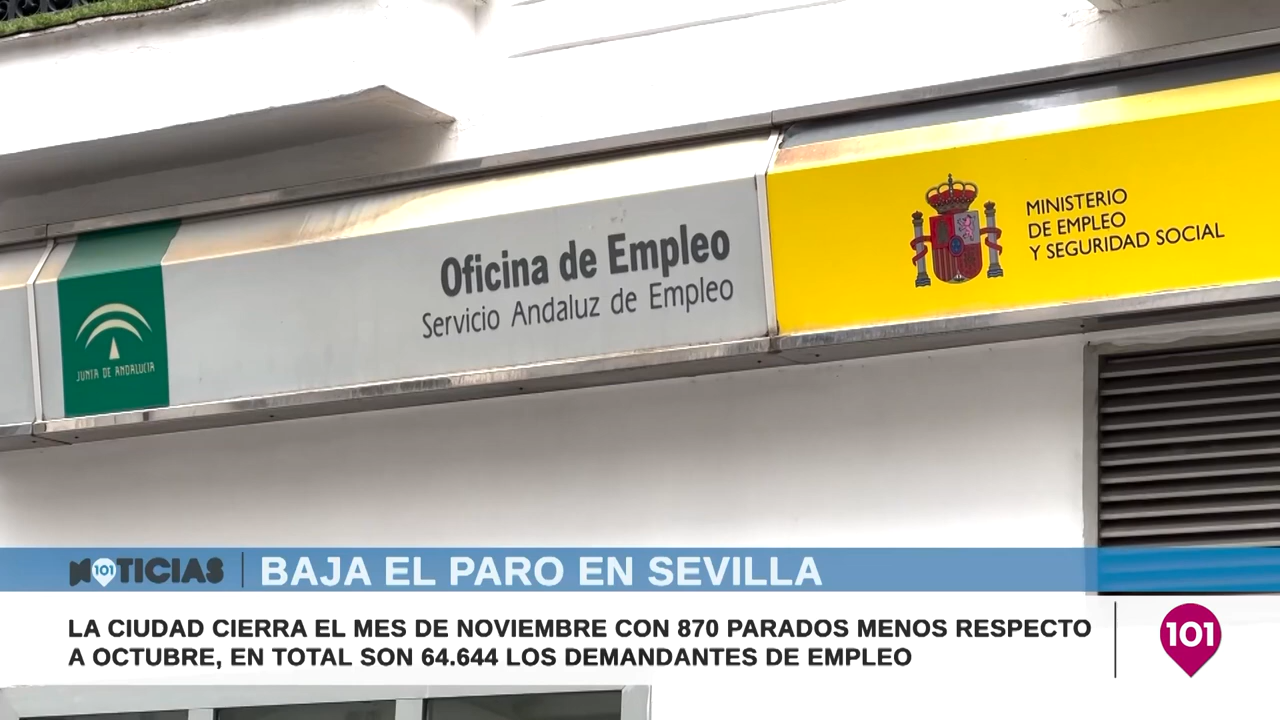 Oficina de Empleo
Servicio Andaluz de Empleo
JUNTA DE ANDALUCIA
MINISTERIO
DE EMPLEO
Y SEGURIDAD SOCIAL
NOTICIAS
101
BAJA EL PARO EN SEVILLA
LA CIUDAD CIERRA EL MES DE NOVIEMBRE CON 870 PARADOS MENOS RESPECTO
A OCTUBRE, EN TOTAL SON 64.644 LOS DEMANDANTES DE EMPLEO
101